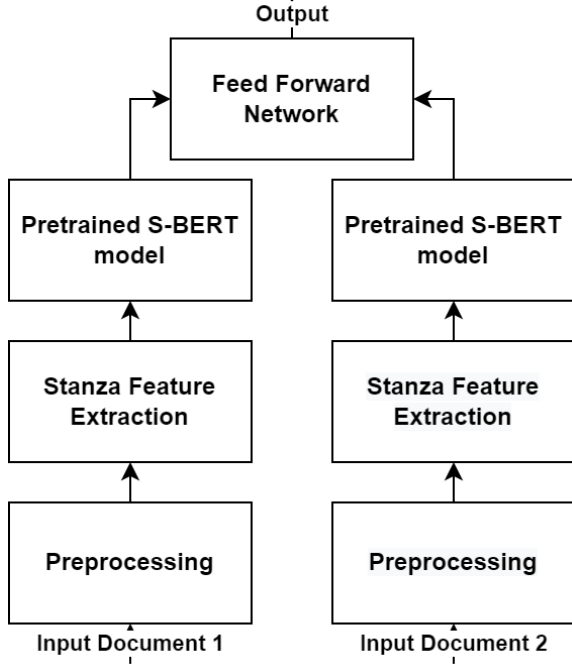 Output
Feed Forward
Network
Pretrained S-BERT
model
Pretrained S-BERT
model
Stanza Feature
Extraction
Stanza Feature
Extraction
Preprocessing
Preprocessing
Input Document 1
Input Document 2